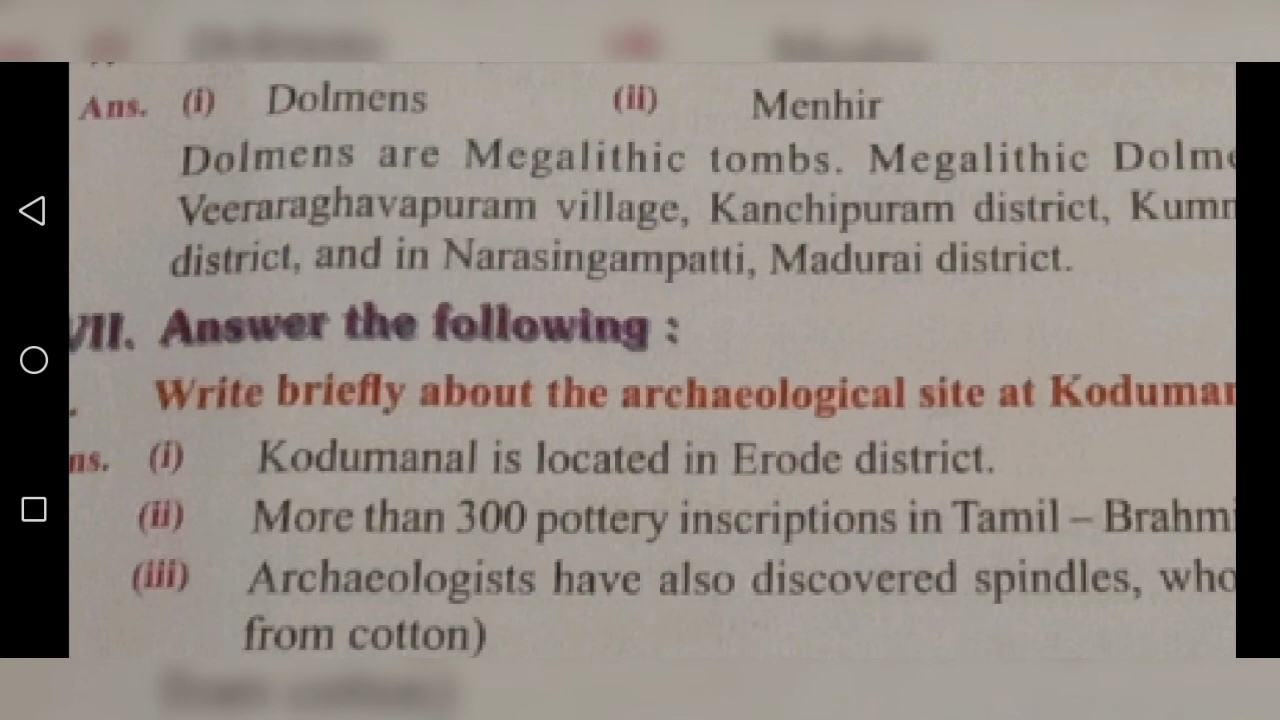 Ans. (i) Dolmens (ii) Menhir
Dolmens are Megalithic tombs. Megalithic
Veeraraghavapuram village, Kanchipuram district,
district, and in Narasingampatti, Madurai district.
VII. Answer the following :
Write briefly about the archaeological site at
(i) Kodumanal is located in Erode district.
(ii) More than 300 pottery inscriptions in Tamil – Brahmi
(iii) Archaeologists have also discovered spindles,
from cotton)